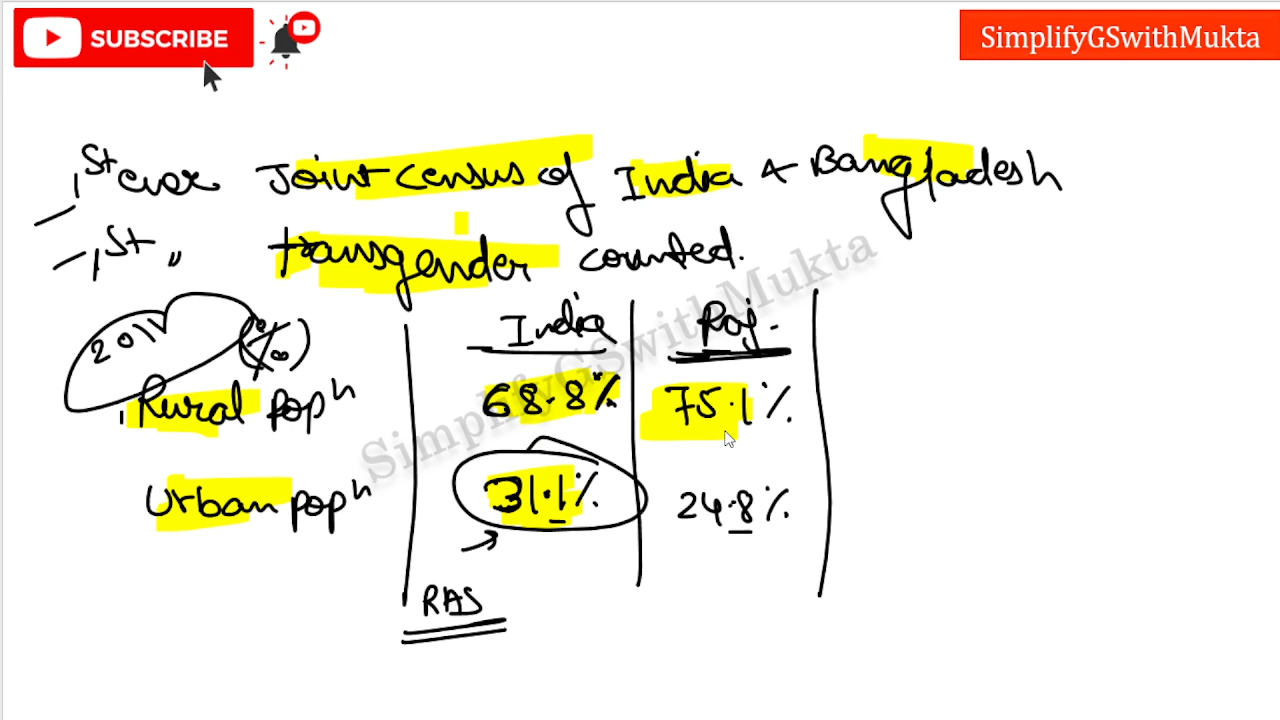 SUBSCRIBE
SimplifyGSwithMukta
1st ever Joint Census of India & Bangladesh
1st " transgender counted.
2011 (%) India Raj.
Rural popn 68.8% 75.1%
Urban popn 31.1% 24.8%
RAS
SimplifyGSwithMukta